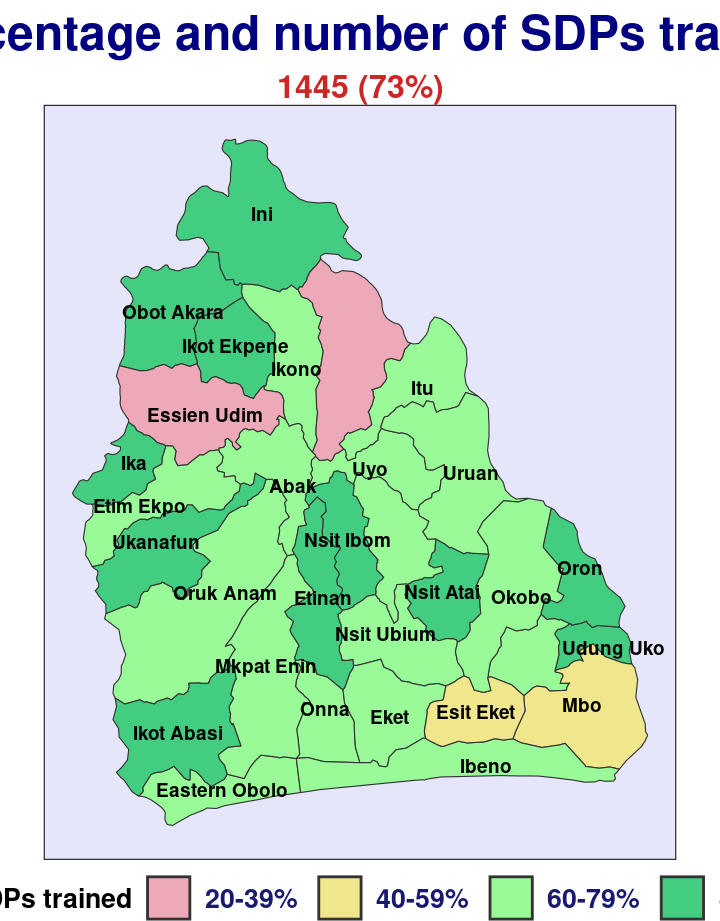 centage and number of SDPs tra
1445 (73%)
Ini
Obot Akara
Ikot Ekpene
Ikono
Itu
Essien Udim
Ika
Uyo
Uruan
Abak
Etim Ekpo
Ukanafun
Nsit Ibom
Oron
Oruk Anam
Etinan
Nsit Atai
Okobo
Nsit Ubium
Udung Uko
Mkpat Enin
Onna
Eket
Esit Eket
Mbo
Ikot Abasi
Ibeno
Eastern Obolo
DPs trained 20-39% 40-59% 60-79%